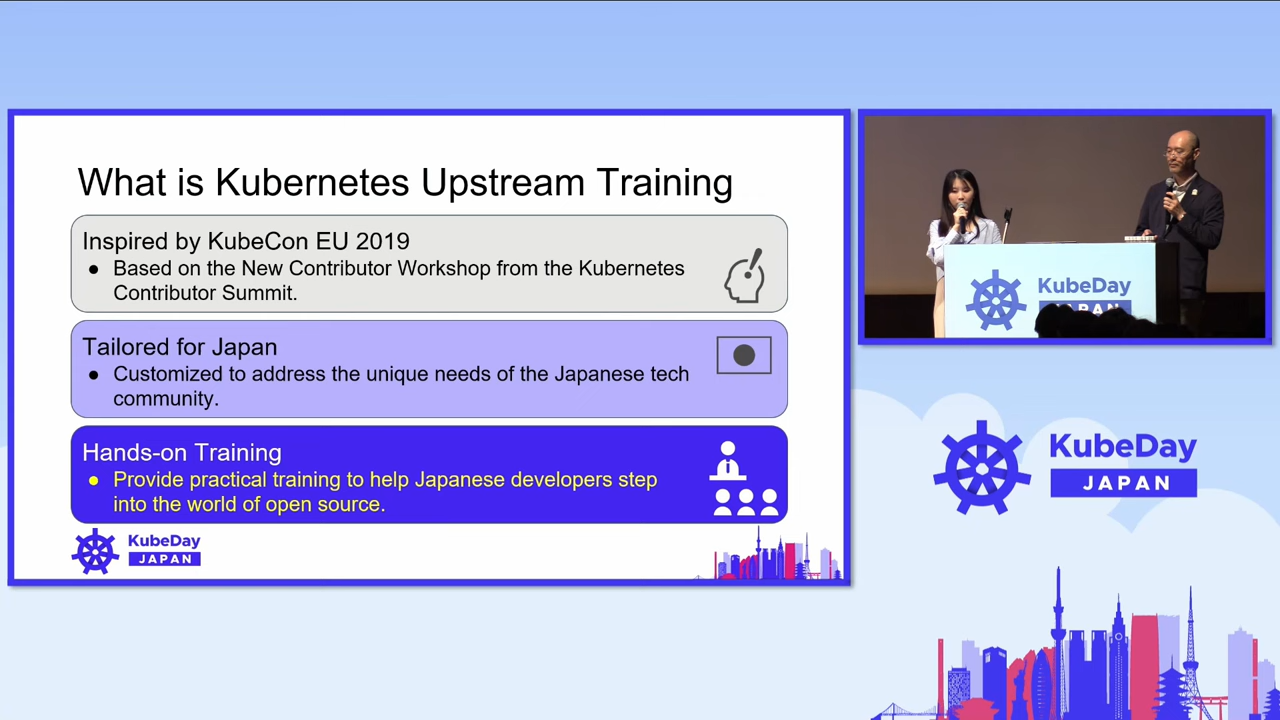 What is Kubernetes Upstream Training
Inspired by KubeCon EU 2019
● Based on the New Contributor Workshop from the Kubernetes
Contributor Summit.
Tailored for Japan
● Customized to address the unique needs of the Japanese tech
community.
Hands-on Training
● Provide practical training to help Japanese developers step
into the world of open source.
KubeDay
JAPAN
KubeDay
JAPAN
KubeDay
JAPAN